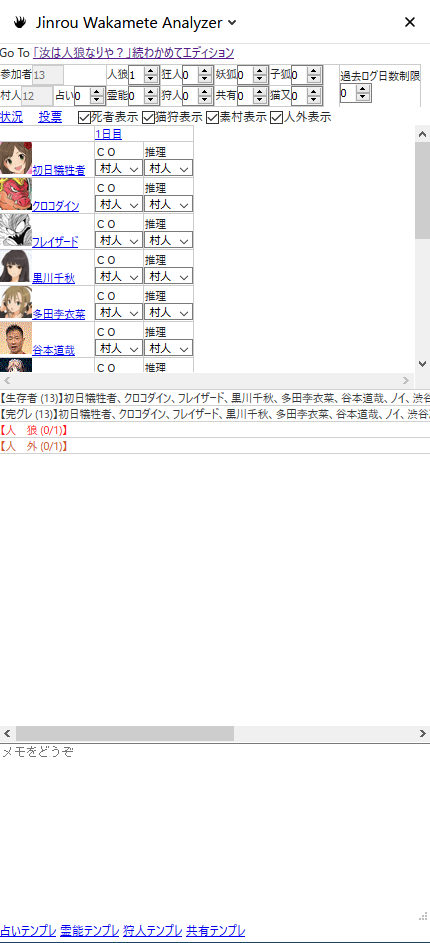 Jinrou Wakamete Analyzer
Go To 「汝は人狼なりや？」続わかめてエディション
参加者 13 人狼 1 狂人 0 妖狐 0 子狐 0 過去ログ日数制限
村人 12 占い 0 霊能 0 狩人 0 共有 0 猫又 0 0
状況 投票 死者表示 猫狩表示 素村表示 人外表示
1日目
初日犠牲者 ＣＯ 推理
村人 村人
クロコダイン ＣＯ 推理
村人 村人
フレイザード ＣＯ 推理
村人 村人
黒川千秋 ＣＯ 推理
村人 村人
多田李衣菜 ＣＯ 推理
村人 村人
谷本道哉 ＣＯ 推理
村人 村人
ＣＯ 推理
【生存者 (13)】初日犠牲者、クロコダイン、フレイザード、黒川千秋、多田李衣菜、谷本道哉、ノイ、渋谷
【完グレ (13)】初日犠牲者、クロコダイン、フレイザード、黒川千秋、多田李衣菜、谷本道哉、ノイ、渋谷
【人　狼 (0/1)】
【人　外 (0/1)】
メモをどうぞ
占いテンプレ 霊能テンプレ 狩人テンプレ 共有テンプレ